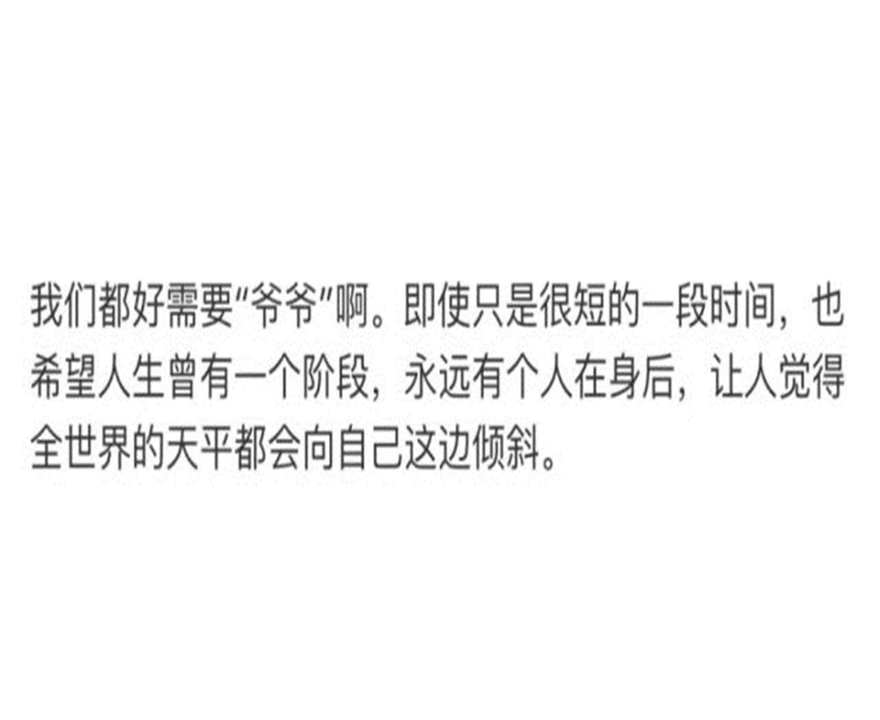 我们都好需要“爷爷”啊。即使只是很短的一段时间，也
希望人生曾有一个阶段，永远有个人在身后，让人觉得
全世界的天平都会向自己这边倾斜。